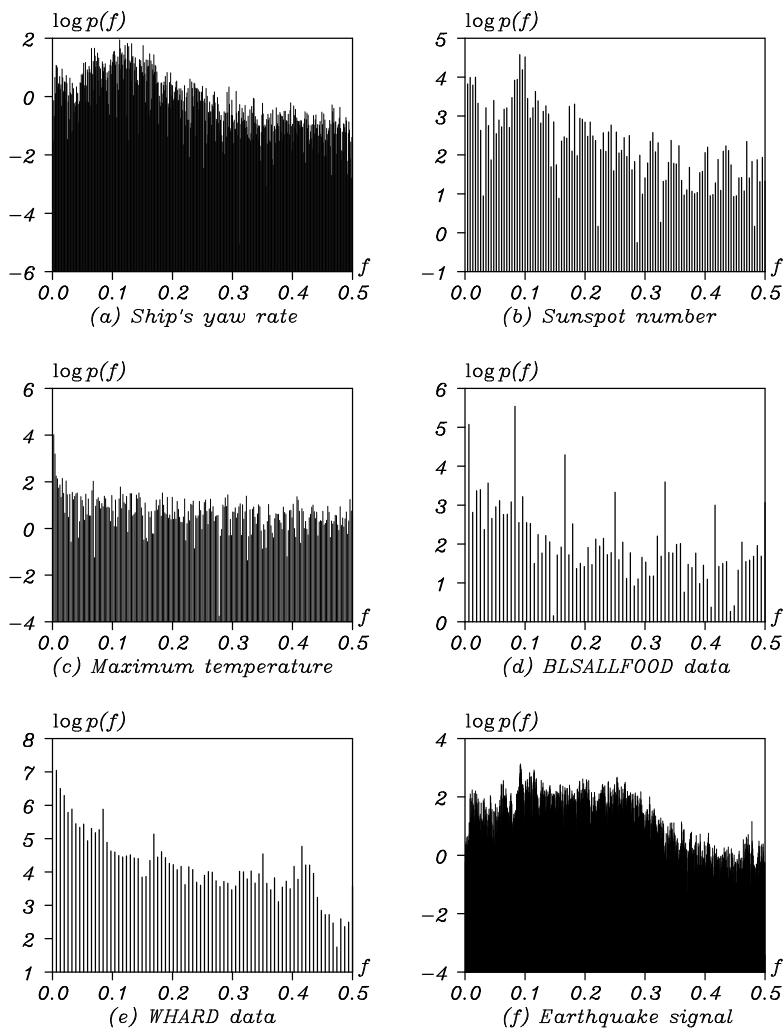 log p(f)
2
0
−2
−4
−6
0.0 0.1 0.2 0.3 0.4 0.5
f
(a) Ship's yaw rate
log p(f)
5
4
3
2
1
0
−1
0.0 0.1 0.2 0.3 0.4 0.5
f
(b) Sunspot number
log p(f)
6
4
2
0
−2
−4
0.0 0.1 0.2 0.3 0.4 0.5
f
(c) Maximum temperature
log p(f)
6
5
4
3
2
1
0
0.0 0.1 0.2 0.3 0.4 0.5
f
(d) BLSALLFOOD data
log p(f)
8
7
6
5
4
3
2
1
0.0 0.1 0.2 0.3 0.4 0.5
f
(e) WHARD data
log p(f)
4
2
0
−2
−4
0.0 0.1 0.2 0.3 0.4 0.5
f
(f) Earthquake signal